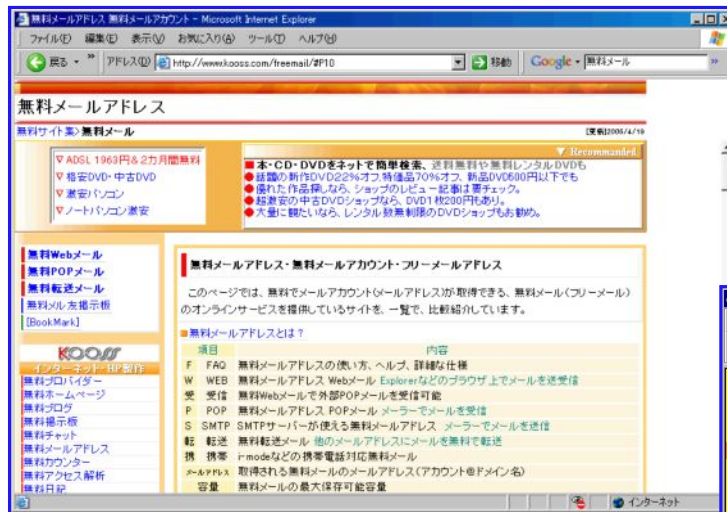 無料メールアドレス 無料メールアカウント - Microsoft Internet Explorer
ファイル(F) 編集(E) 表示(V) お気に入り(A) ツール(T) ヘルプ(H)
戻る アドレス(D) http://www.kooss.com/freemail/#P10 移動 Google 無料メール
無料メールアドレス
無料サイト集>無料メール [更新]2006/4/19
▽ADSL 1963円&2カ月間無料
▽格安DVD・中古DVD
▽激安パソコン
▽ノートパソコン激安
▽ Recommended
■本・CD・DVDをネットで簡単検索、送料無料や無料レンタルDVDも
●話題の新作DVD22%オフ,特価品70%オフ、新品DVD600円以下でも
●優れた作品探しなら、ショップのレビュー記事は要チェック。
●超激安の中古DVDショップなら、DVD1枚200円もあり。
●大量に観たいなら、レンタル数無制限のDVDショップもお勧め。
無料Webメール
無料POPメール
無料転送メール
無料メル友掲示板
[BookMark]
KOOSS
インターネット・HP製作
無料プロバイダー
無料ホームページ
無料ブログ
無料掲示板
無料チャット
無料メールアドレス
無料カウンター
無料アクセス解析
無料日記
無料メールアドレス・無料メールアカウント・フリーメールアドレス
このページでは、無料でメールアカウント(メールアドレス)が取得できる、無料メール(フリーメール)
のオンラインサービスを提供しているサイトを、一覧で、比較紹介しています。
■無料メールアドレスとは?
項目 内容
F FAQ 無料メールアドレスの使い方、ヘルプ、詳細な仕様
W WEB 無料メールアドレス Webメール Explorerなどのブラウザ上でメールを送受信
受 受信 無料Webメールで外部POPメールを受信可能
P POP 無料メールアドレス POPメール メーラーでメールを受信
S SMTP SMTPサーバーが使える無料メールアドレス メーラーでメールを送信
転 転送 無料転送メール 他のメールアドレスにメールを無料で転送
携 携帯 i-modeなどの携帯電話対応無料メール
メールアドレス 取得される無料メールのメールアドレス(アカウント@ドメイン名)
容量 無料メールの最大保存可能容量
インターネット